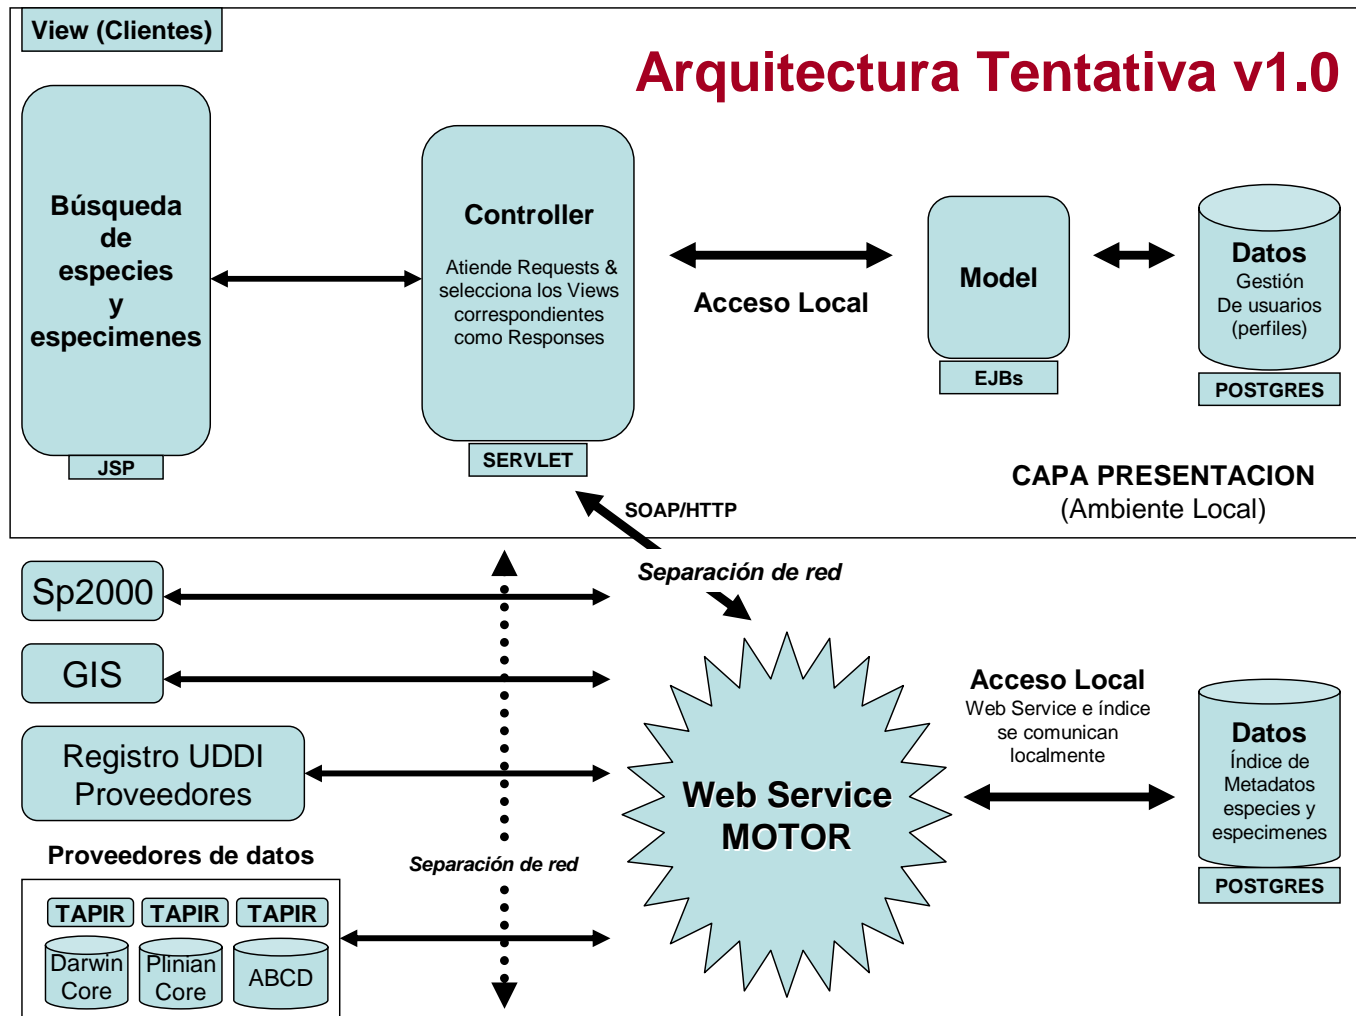 View (Clientes)
Arquitectura Tentativa v1.0
Búsqueda
de
especies
y
especimenes
JSP
Controller
Atiende Requests &
selecciona los Views
correspondientes
como Responses
SERVLET
Acceso Local
Model
EJBs
Datos
Gestión
De usuarios
(perfiles)
POSTGRES
CAPA PRESENTACION
(Ambiente Local)
SOAP/HTTP
Separación de red
Sp2000
GIS
Registro UDDI
Proveedores
Proveedores de datos
TAPIR TAPIR TAPIR
Darwin
Core
Plinian
Core
ABCD
Separación de red
Web Service
MOTOR
Acceso Local
Web Service e índice
se comunican
localmente
Datos
Índice de
Metadatos
especies y
especimenes
POSTGRES